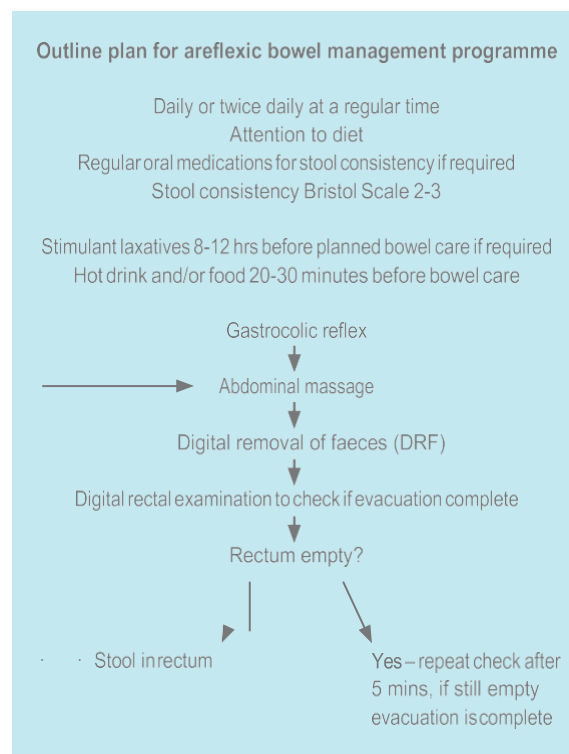 Outline plan for areflexic bowel management programme
Daily or twice daily at a regular time
Attention to diet
Regular oral medications for stool consistency if required
Stool consistency Bristol Scale 2-3
Stimulant laxatives 8-12 hrs before planned bowel care if required
Hot drink and/or food 20-30 minutes before bowel care
Gastrocolic reflex
Abdominal massage
Digital removal of faeces (DRF)
Digital rectal examination to check if evacuation complete
Rectum empty?
Stool in rectum
Yes – repeat check after
5 mins, if still empty
evacuation is complete